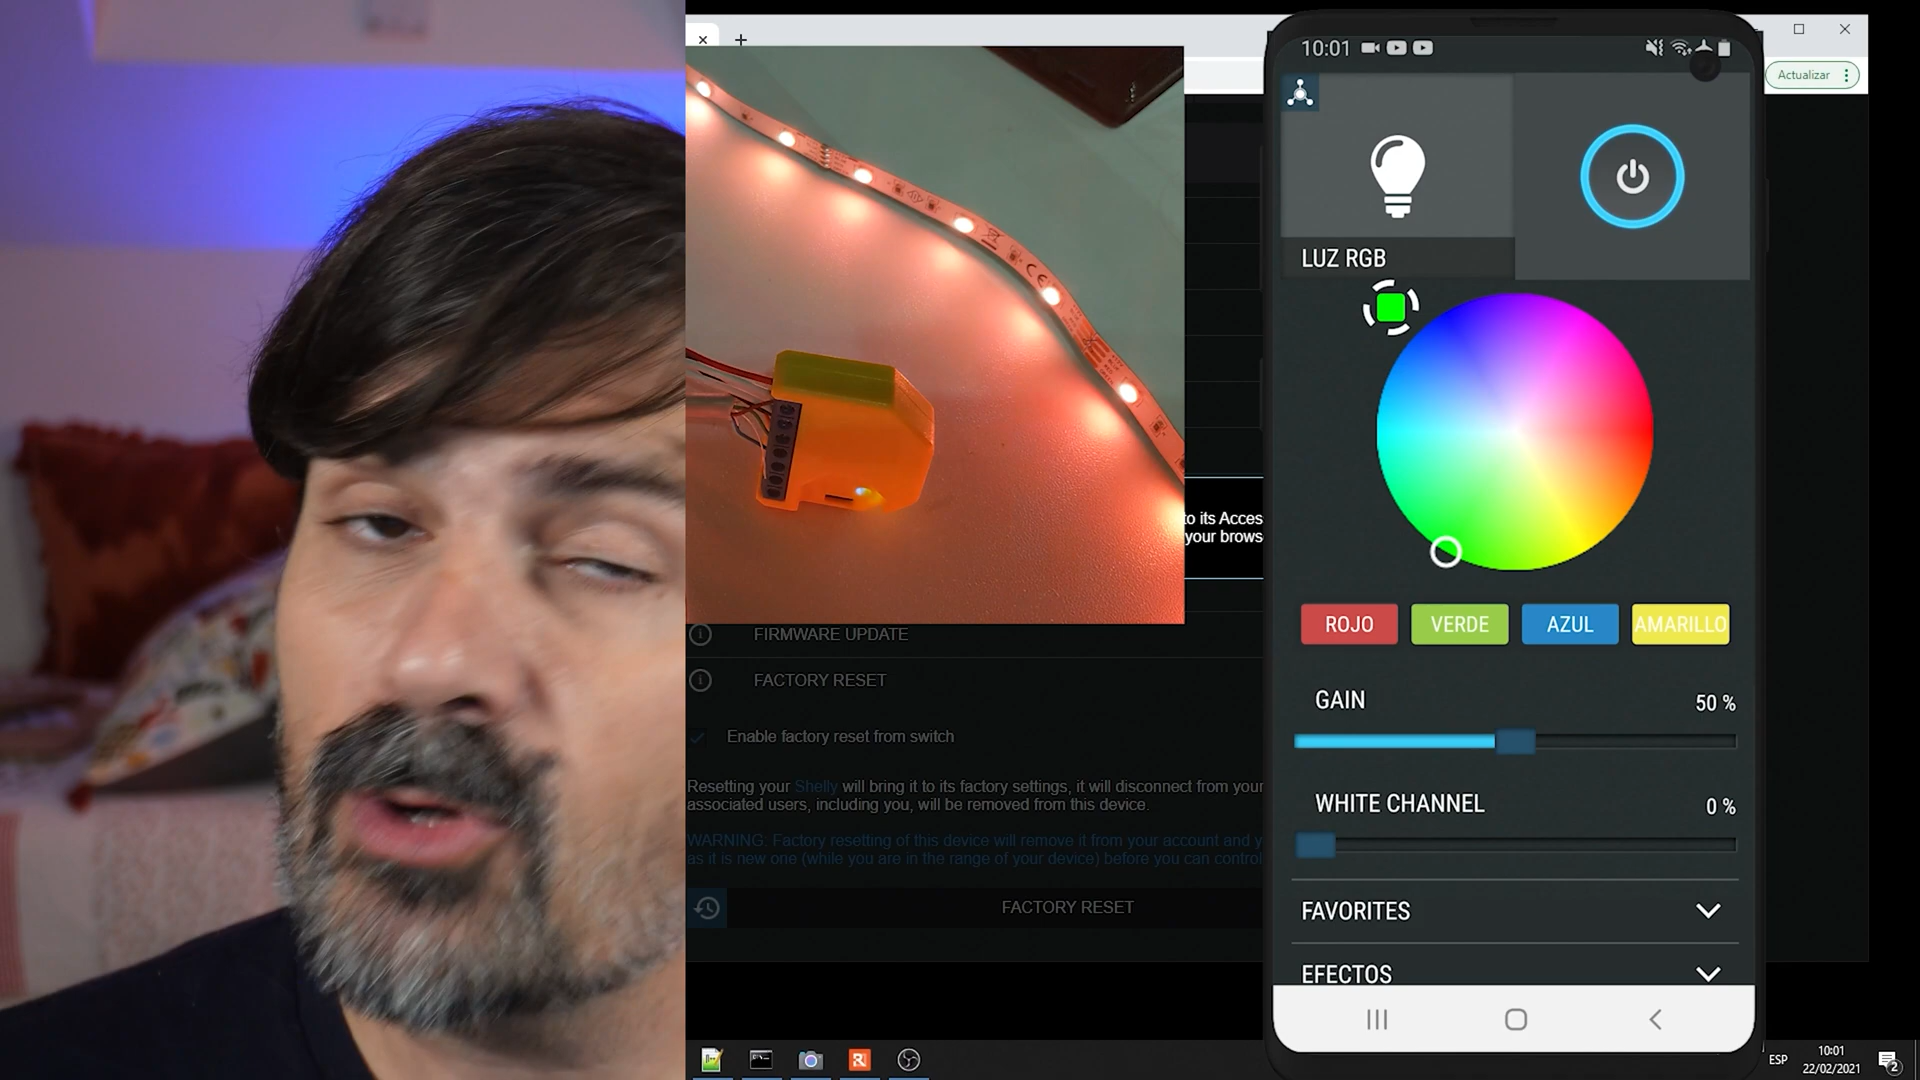 Actualizar
to its Acces
your brows
FIRMWARE UPDATE
FACTORY RESET
Enable factory reset from switch
Resetting your Shelly will bring it to its factory settings, it will disconnect from your
associated users, including you, will be removed from this device.
WARNING: Factory resetting of this device will remove it from your account and y
as it is new one (while you are in the range of your device) before you can control
FACTORY RESET
10:01
LUZ RGB
ROJO
VERDE
AZUL
AMARILLO
GAIN
50 %
WHITE CHANNEL
0 %
FAVORITES
EFECTOS
ESP
10:01
22/02/2021
2